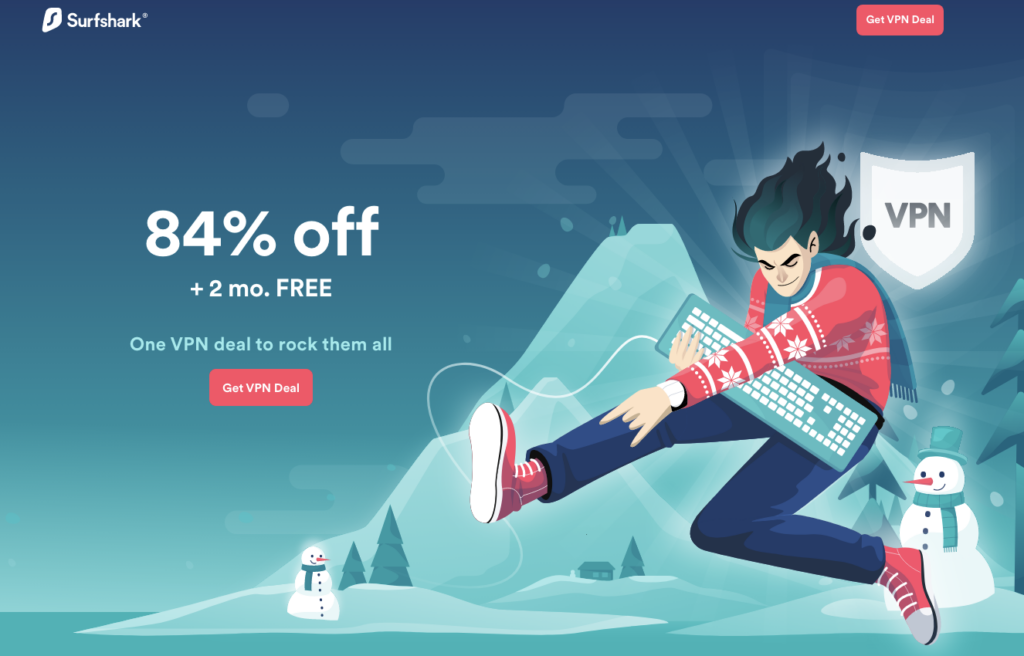 Surfshark®
Get VPN Deal
84% off
+ 2 mo. FREE
One VPN deal to rock them all
Get VPN Deal
VPN